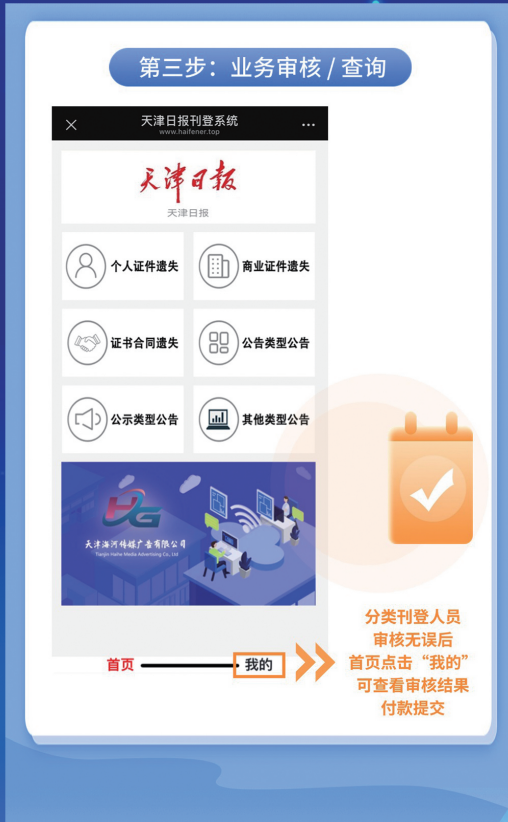 第三步：业务审核 / 查询
天津日报刊登系统
www.haifener.top
天津日报
天津日报
个人证件遗失
商业证件遗失
证书合同遗失
公告类型公告
公示类型公告
其他类型公告
HG
天津海河传媒广告有限公司
Tianjin Haihe Media Advertising Co., Ltd
首页
我的
分类刊登人员
审核无误后
首页点击“我的”
可查看审核结果
付款提交